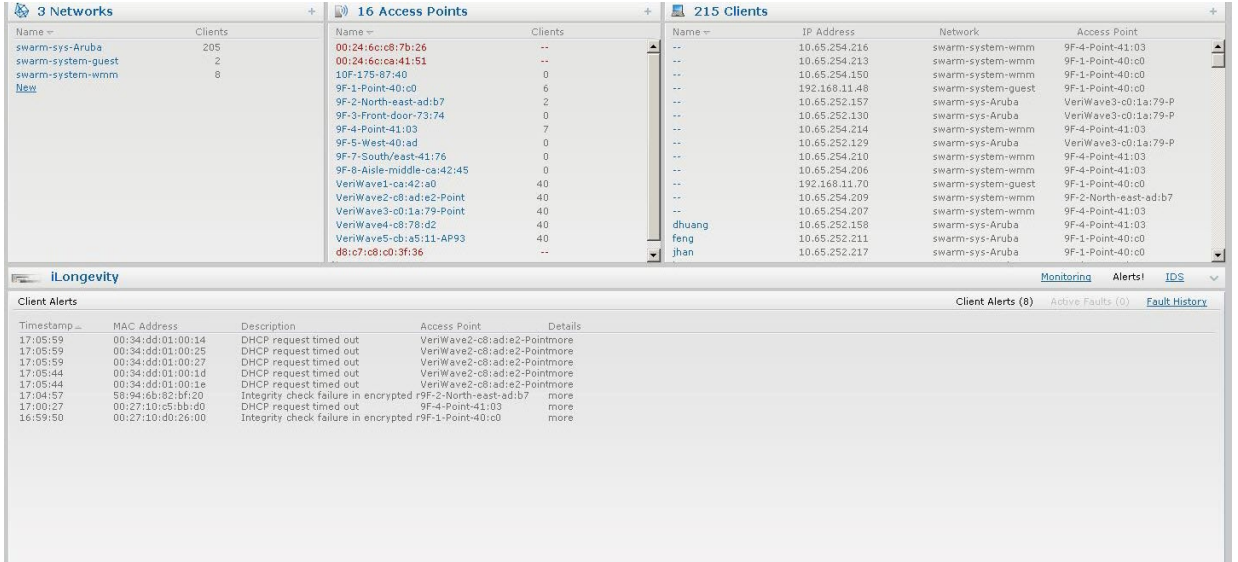 3 Networks +
Name Clients
swarm-sys-Aruba 205
swarm-system-guest 2
swarm-system-wmm 8
New
16 Access Points +
Name Clients
00:24:6c:c8:7b:26 --
00:24:6c:ca:41:51 --
10F-175-87:40 0
9F-1-Point-40:c0 6
9F-2-North-east-ad:b7 2
9F-3-Front-door-73:74 0
9F-4-Point-41:03 7
9F-5-West-40:ad 0
9F-7-South/east-41:76 0
9F-8-Aisle-middle-ca:42:45 0
VeriWave1-ca:42:a0 40
VeriWave2-c8:ad:e2-Point 40
VeriWave3-c0:1a:79-Point 40
VeriWave4-c8:78:d2 40
VeriWave5-cb:a5:11-AP93 40
d8:c7:c8:c0:3f:36 --
215 Clients +
Name IP Address Network Access Point
-- 10.65.254.216 swarm-system-wmm 9F-4-Point-41:03
-- 10.65.254.213 swarm-system-wmm 9F-1-Point-40:c0
-- 10.65.254.150 swarm-system-wmm 9F-1-Point-40:c0
-- 192.168.11.48 swarm-system-guest 9F-1-Point-40:c0
-- 10.65.252.157 swarm-sys-Aruba VeriWave3-c0:1a:79-P
-- 10.65.252.130 swarm-sys-Aruba VeriWave3-c0:1a:79-P
-- 10.65.254.214 swarm-system-wmm 9F-4-Point-41:03
-- 10.65.252.129 swarm-sys-Aruba VeriWave3-c0:1a:79-P
-- 10.65.254.210 swarm-system-wmm 9F-4-Point-41:03
-- 10.65.254.206 swarm-system-wmm 9F-4-Point-41:03
-- 192.168.11.70 swarm-system-guest 9F-1-Point-40:c0
-- 10.65.254.209 swarm-system-wmm 9F-2-North-east-ad:b7
-- 10.65.254.207 swarm-system-wmm 9F-4-Point-41:03
dhuang 10.65.252.158 swarm-sys-Aruba 9F-4-Point-41:03
feng 10.65.252.211 swarm-sys-Aruba 9F-1-Point-40:c0
jhan 10.65.252.217 swarm-sys-Aruba 9F-1-Point-40:c0
iLongevity Monitoring Alerts! IDS
Client Alerts Client Alerts (8) Active Faults (0) Fault History
Timestamp MAC Address Description Access Point Details
17:05:59 00:34:dd:01:00:14 DHCP request timed out VeriWave2-c8:ad:e2-Pointmore
17:05:59 00:34:dd:01:00:25 DHCP request timed out VeriWave2-c8:ad:e2-Pointmore
17:05:59 00:34:dd:01:00:27 DHCP request timed out VeriWave2-c8:ad:e2-Pointmore
17:05:44 00:34:dd:01:00:1d DHCP request timed out VeriWave2-c8:ad:e2-Pointmore
17:05:44 00:34:dd:01:00:1e DHCP request timed out VeriWave2-c8:ad:e2-Pointmore
17:04:57 58:94:6b:82:bf:20 Integrity check failure in encrypted r9F-2-North-east-ad:b7 more
17:00:27 00:27:10:c5:bb:d0 DHCP request timed out 9F-4-Point-41:03 more
16:59:50 00:27:10:d0:26:00 Integrity check failure in encrypted r9F-1-Point-40:c0 more